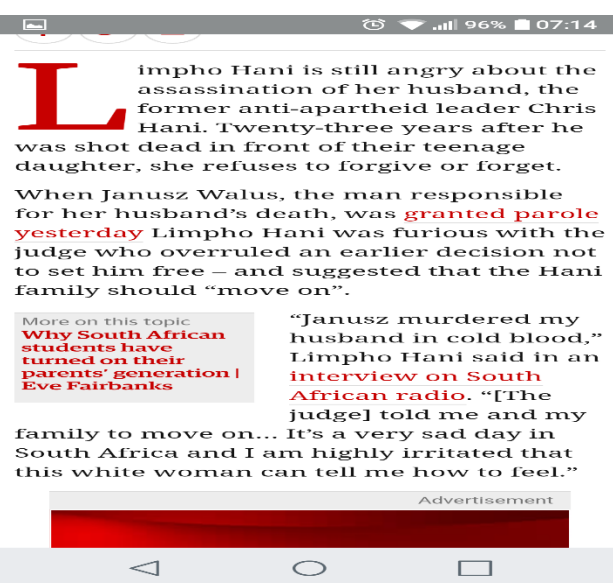 96% 07:14
Limpho Hani is still angry about the
assassination of her husband, the
former anti-apartheid leader Chris
Hani. Twenty-three years after he
was shot dead in front of their teenage
daughter, she refuses to forgive or forget.
When Janusz Walus, the man responsible
for her husband's death, was granted parole
yesterday Limpho Hani was furious with the
judge who overruled an earlier decision not
to set him free – and suggested that the Hani
family should “move on”.
More on this topic
Why South African
students have
turned on their
parents' generation |
Eve Fairbanks
“Janusz murdered my
husband in cold blood,”
Limpho Hani said in an
interview on South
African radio. “[The
judge] told me and my
family to move on... It's a very sad day in
South Africa and I am highly irritated that
this white woman can tell me how to feel.”
Advertisement